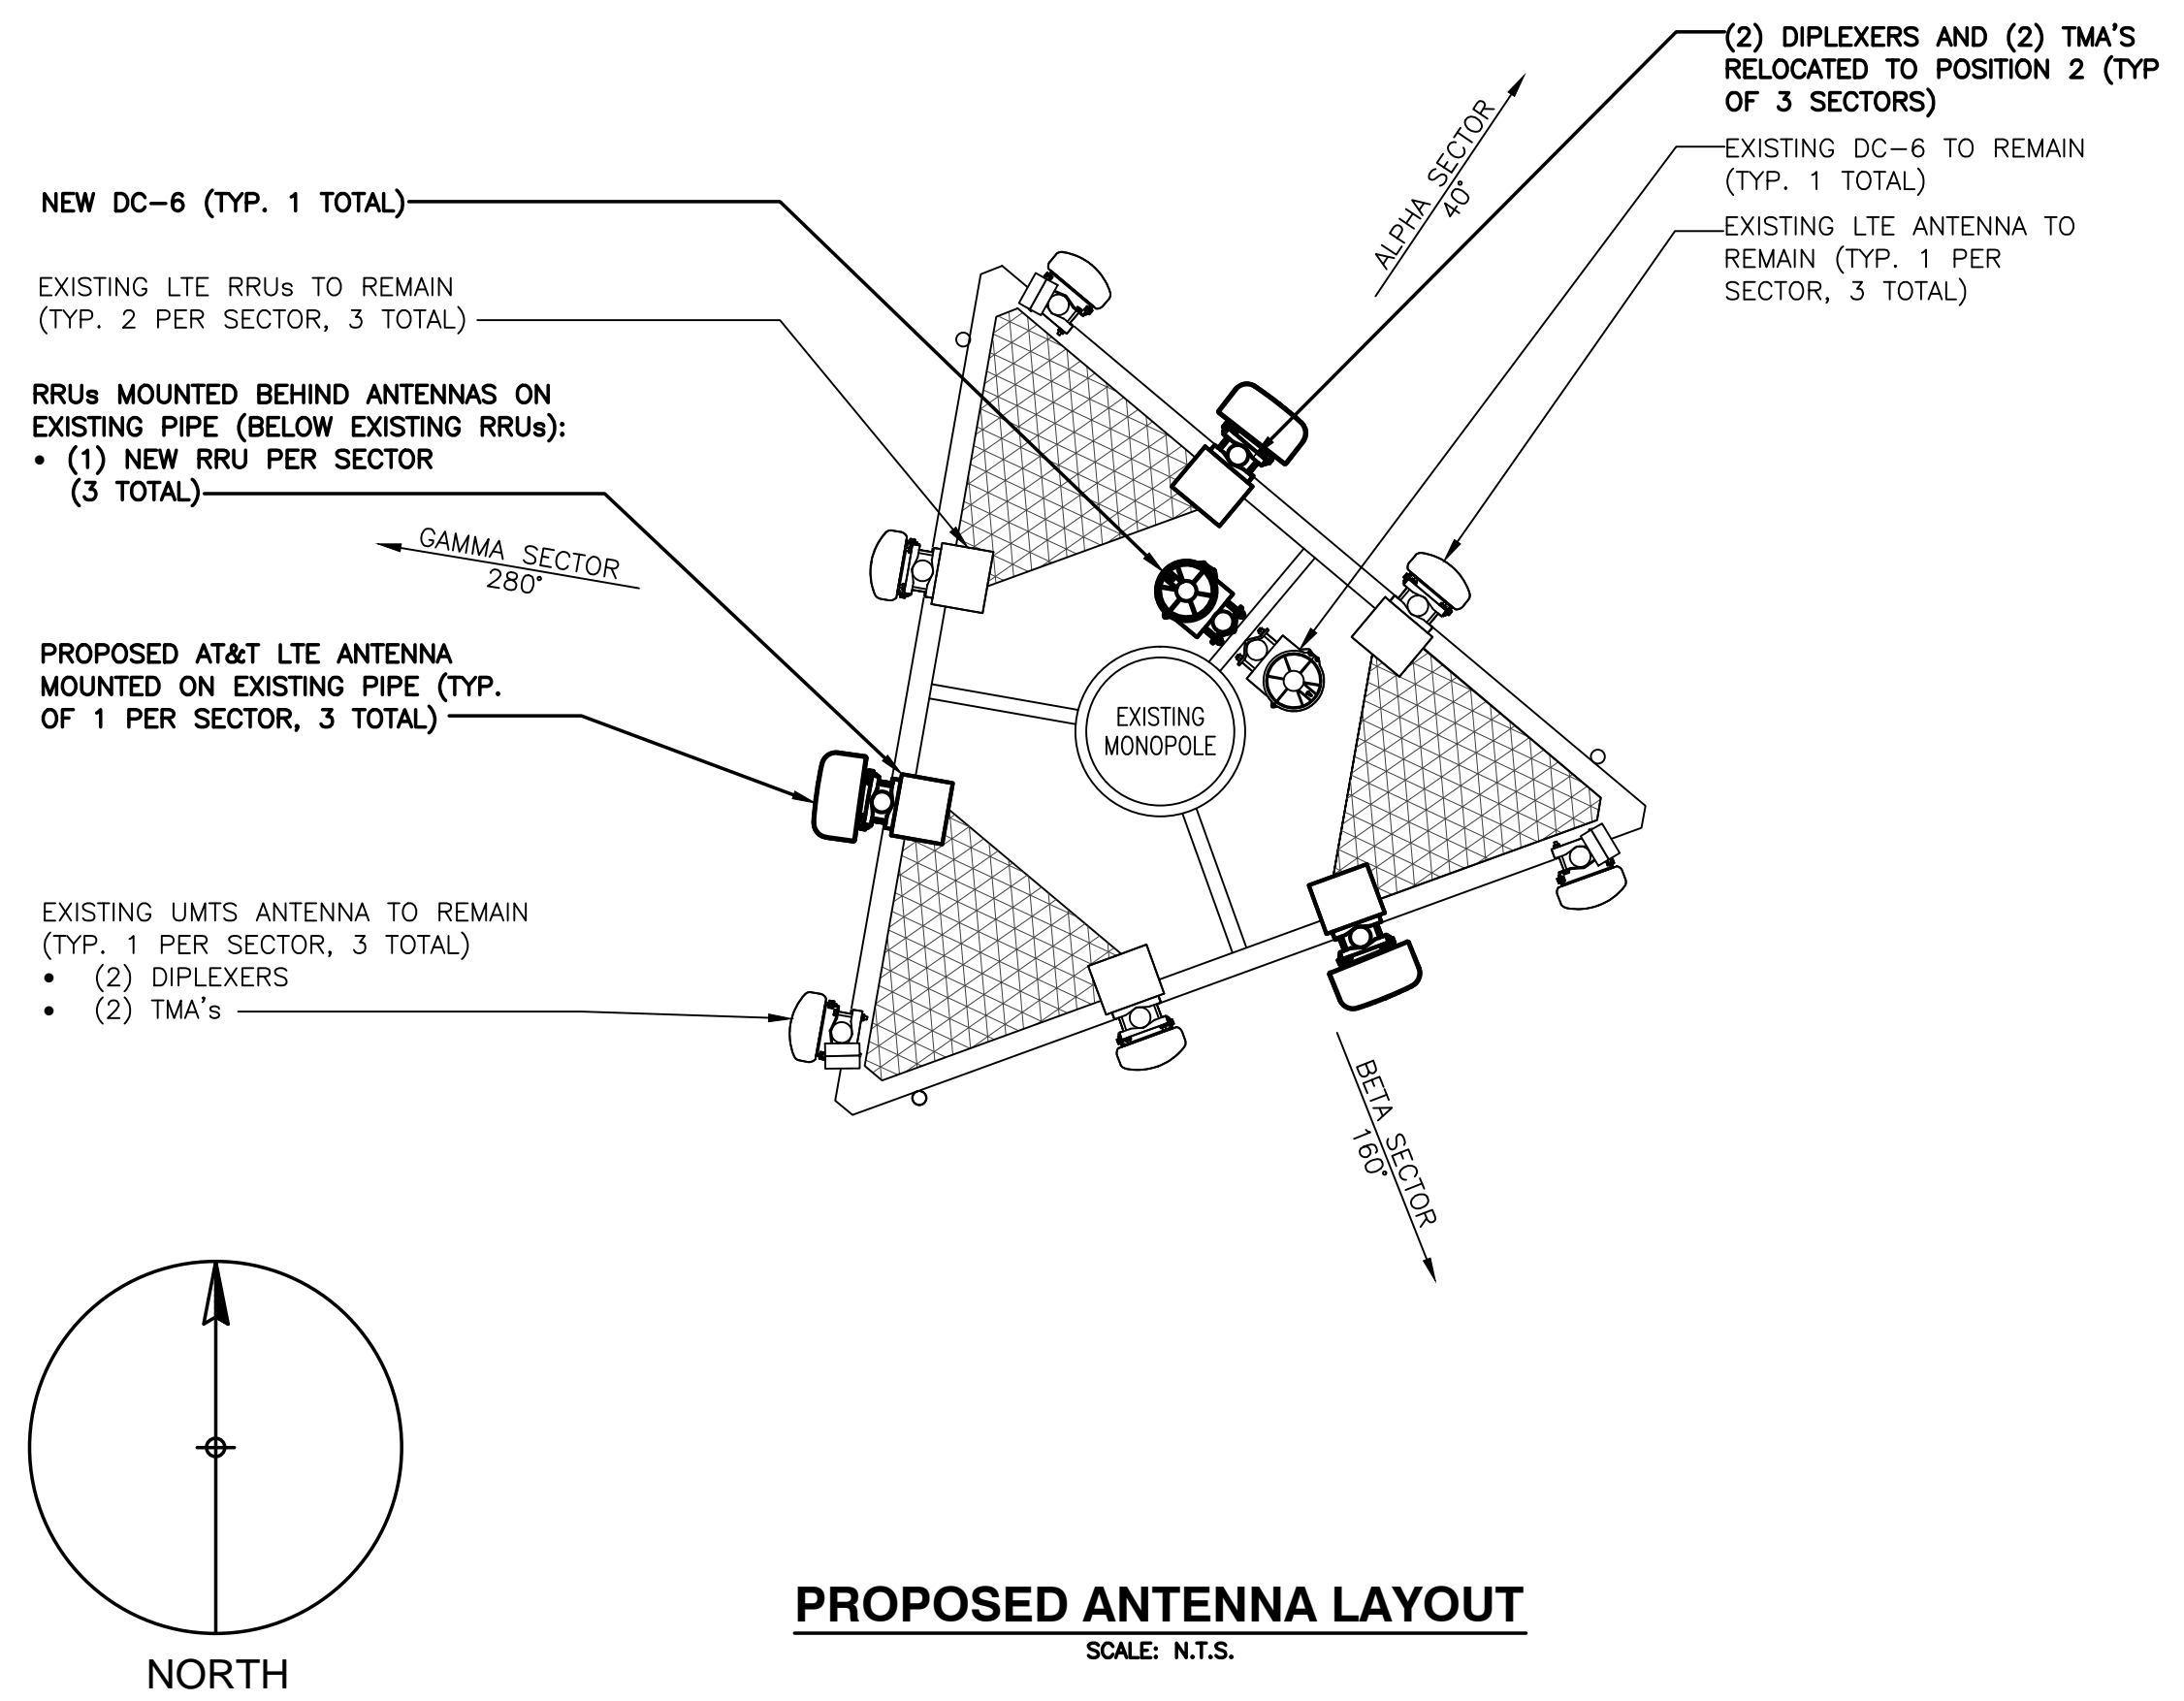 (2) DIPLEXERS AND (2) TMA'S
RELOCATED TO POSITION 2 (TYP
OF 3 SECTORS)
EXISTING DC-6 TO REMAIN
(TYP. 1 TOTAL)
EXISTING LTE ANTENNA TO
REMAIN (TYP. 1 PER
SECTOR, 3 TOTAL)
ALPHA SECTOR
40°
NEW DC-6 (TYP. 1 TOTAL)
EXISTING LTE RRUs TO REMAIN
(TYP. 2 PER SECTOR, 3 TOTAL)
RRUs MOUNTED BEHIND ANTENNAS ON
EXISTING PIPE (BELOW EXISTING RRUs):
• (1) NEW RRU PER SECTOR
(3 TOTAL)
GAMMA SECTOR
280°
PROPOSED AT&T LTE ANTENNA
MOUNTED ON EXISTING PIPE (TYP.
OF 1 PER SECTOR, 3 TOTAL)
EXISTING
MONOPOLE
EXISTING UMTS ANTENNA TO REMAIN
(TYP. 1 PER SECTOR, 3 TOTAL)
• (2) DIPLEXERS
• (2) TMA's
BETA SECTOR
160°
NORTH
PROPOSED ANTENNA LAYOUT
SCALE: N.T.S.